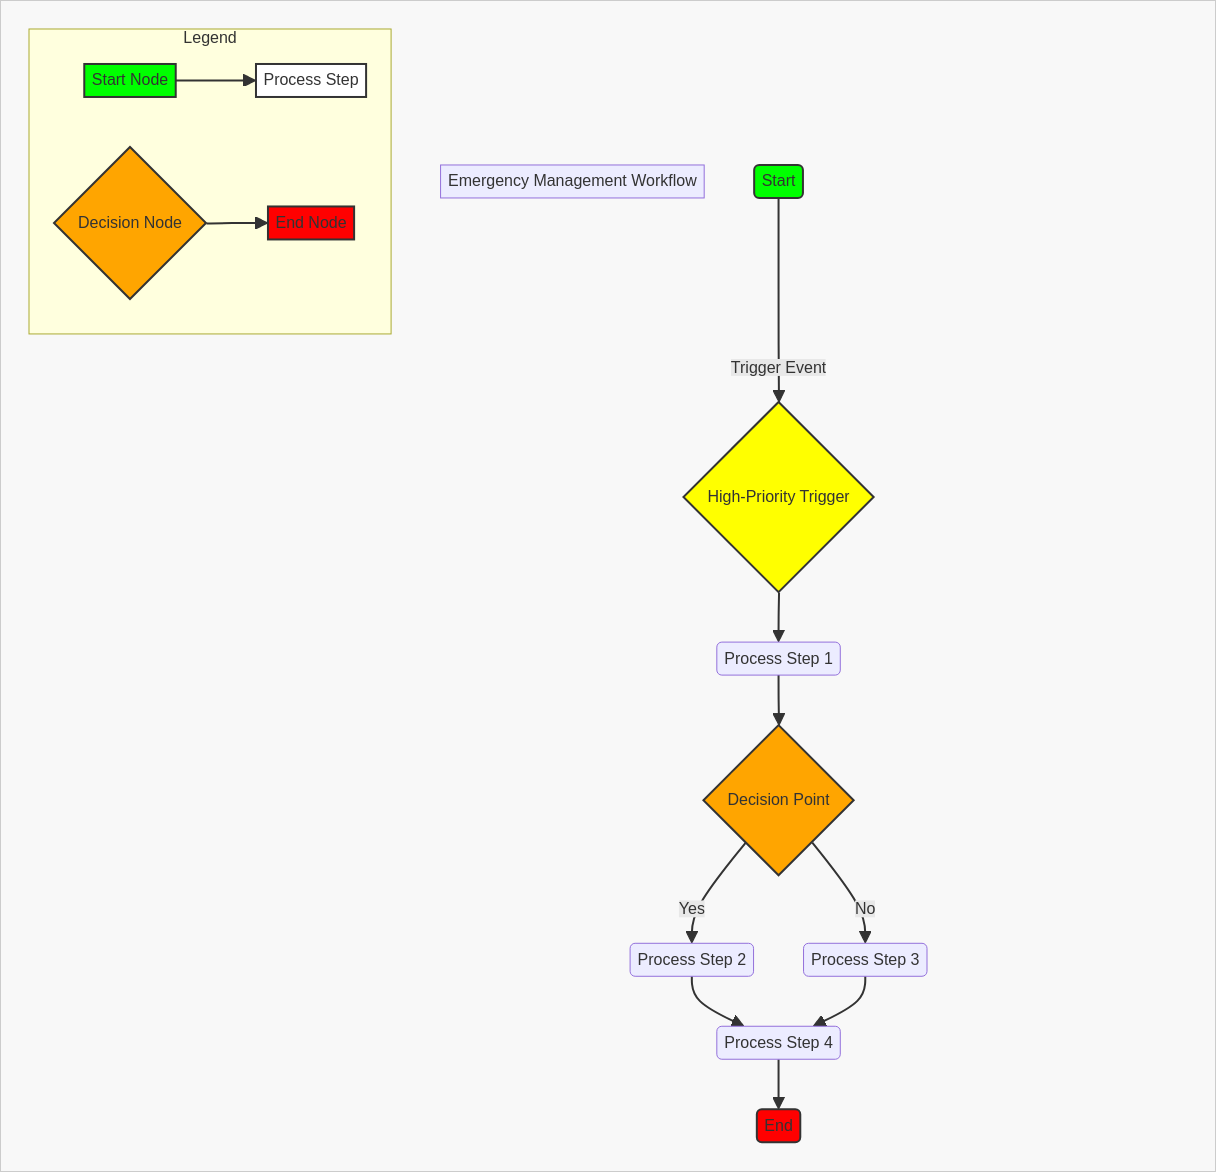 Legend
Start Node
Process Step
Decision Node
End Node
Emergency Management Workflow
Start
Trigger Event
High-Priority Trigger
Process Step 1
Decision Point
Yes
No
Process Step 2
Process Step 3
Process Step 4
End